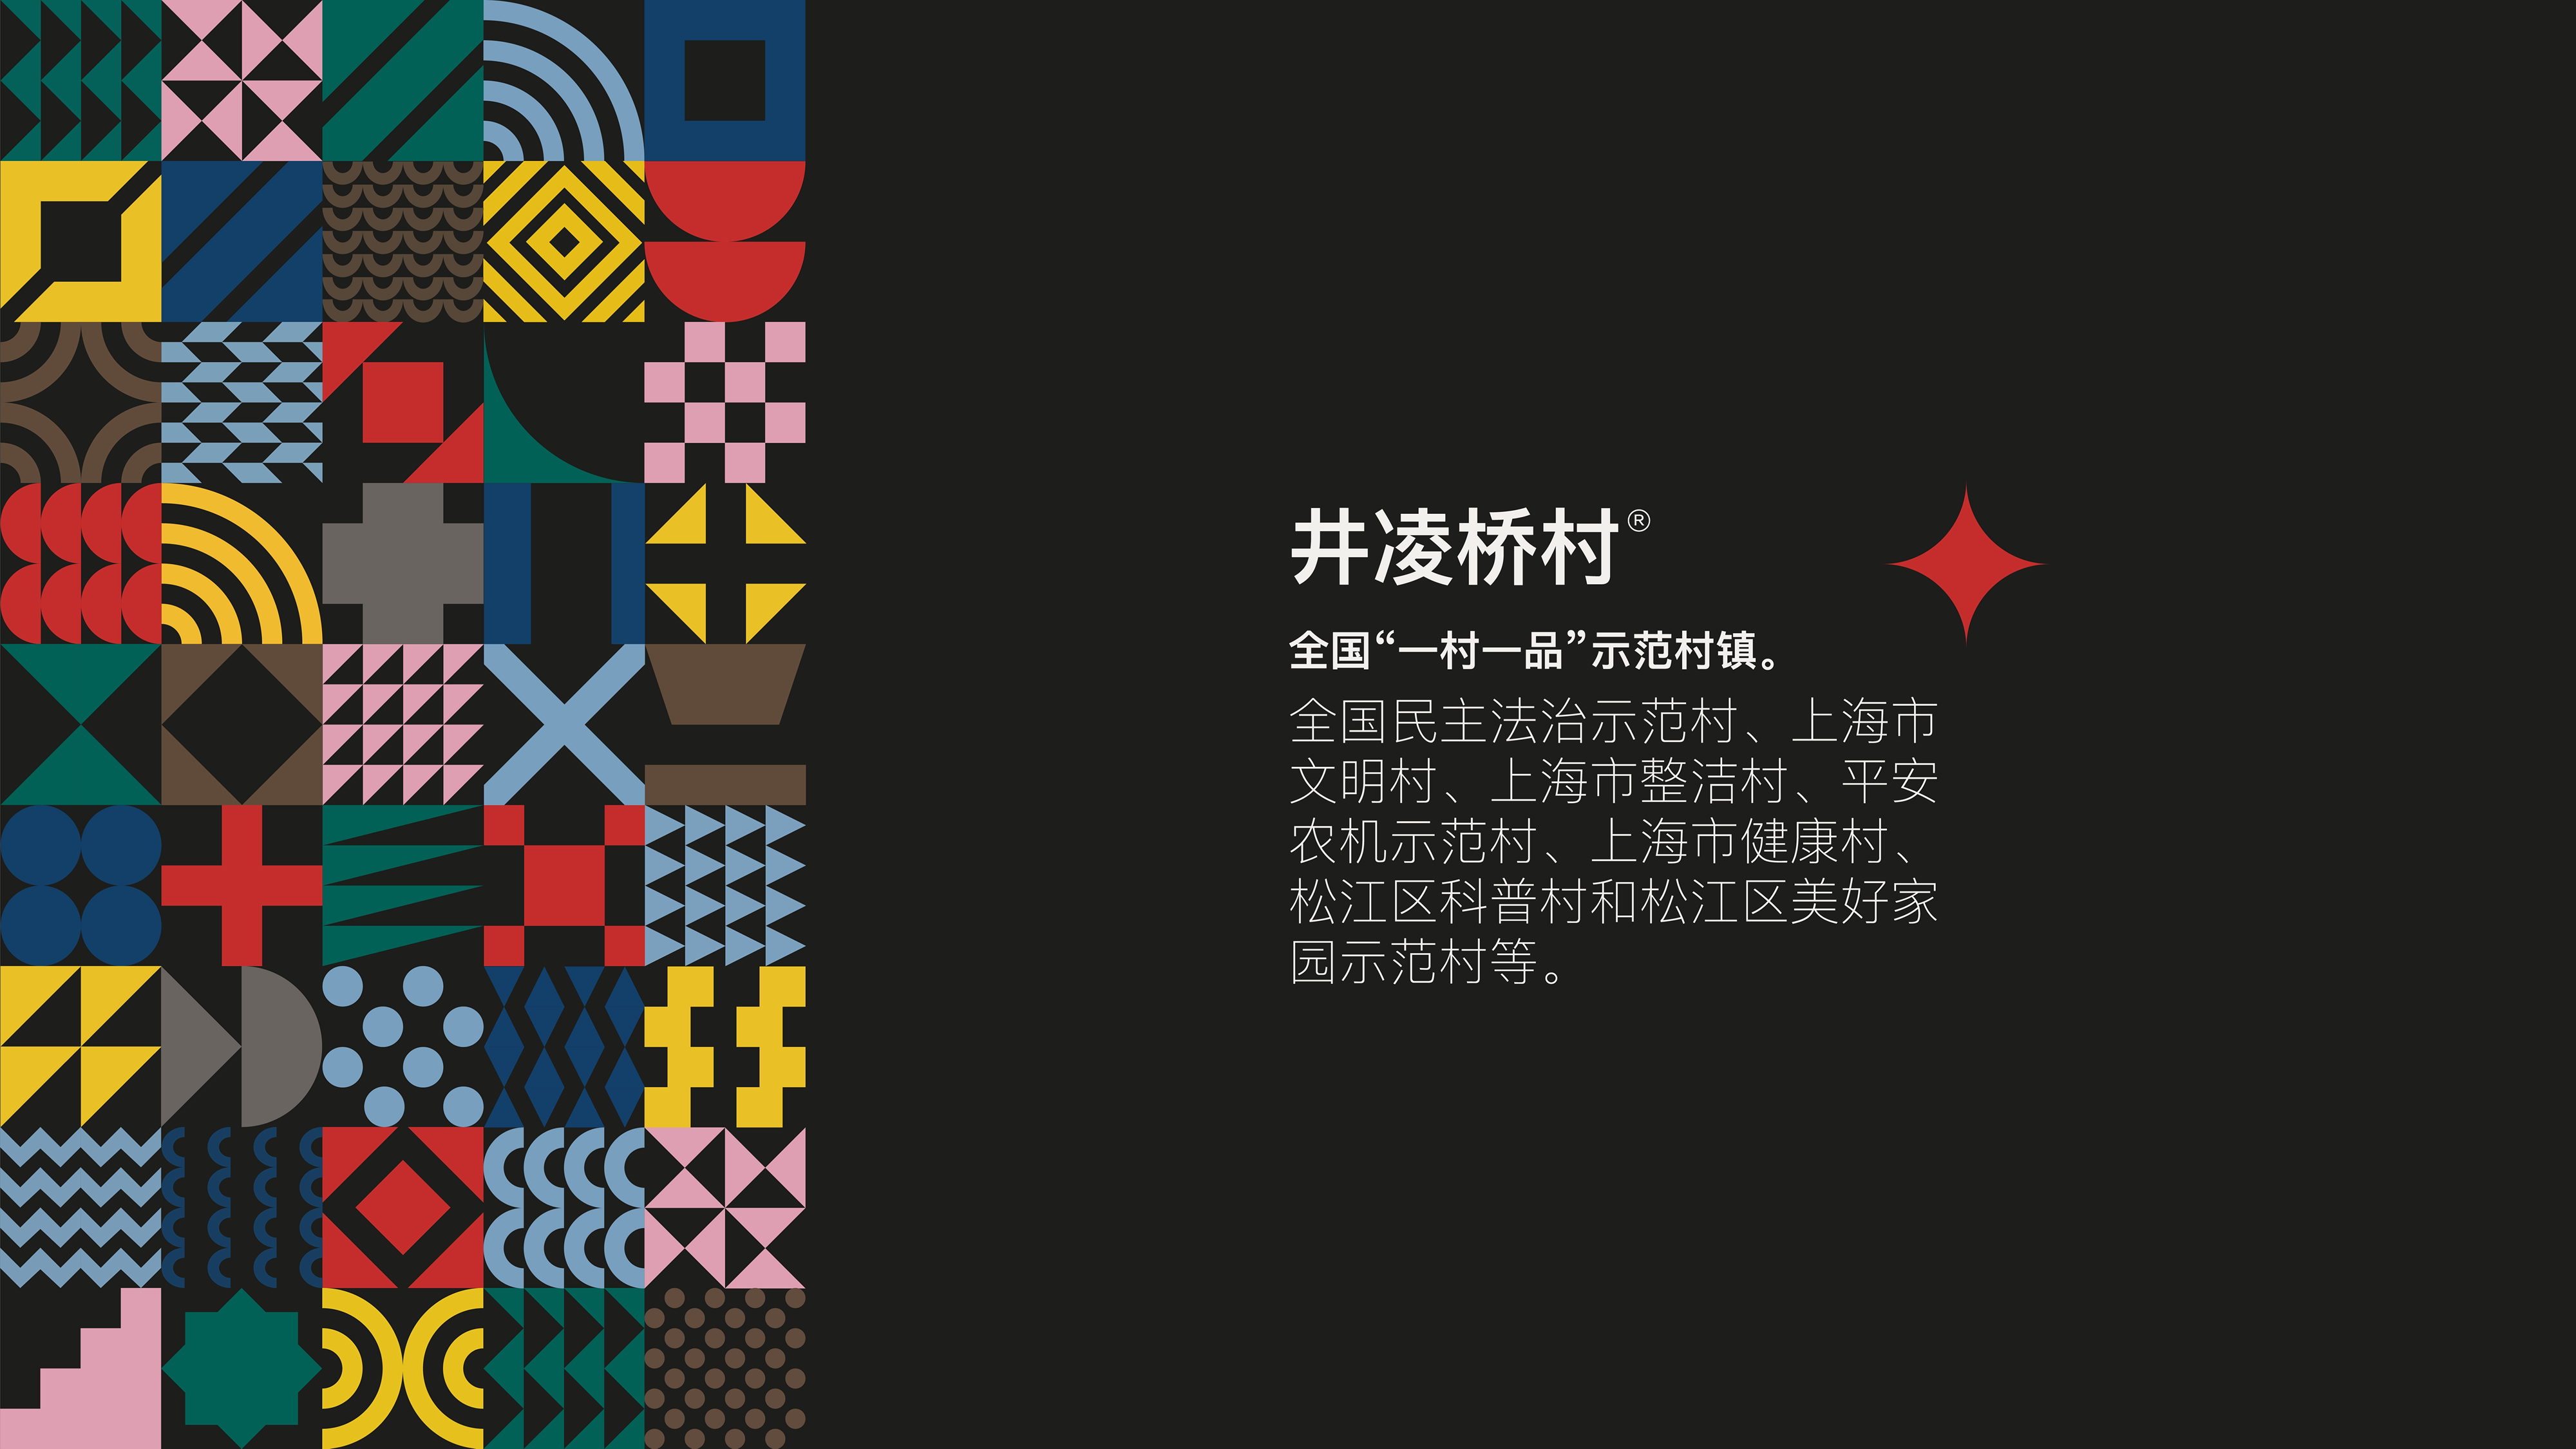 井凌桥村®
全国“一村一品”示范村镇。
全国民主法治示范村、上海市
文明村、上海市整洁村、平安
农机示范村、上海市健康村、
松江区科普村和松江区美好家
园示范村等。